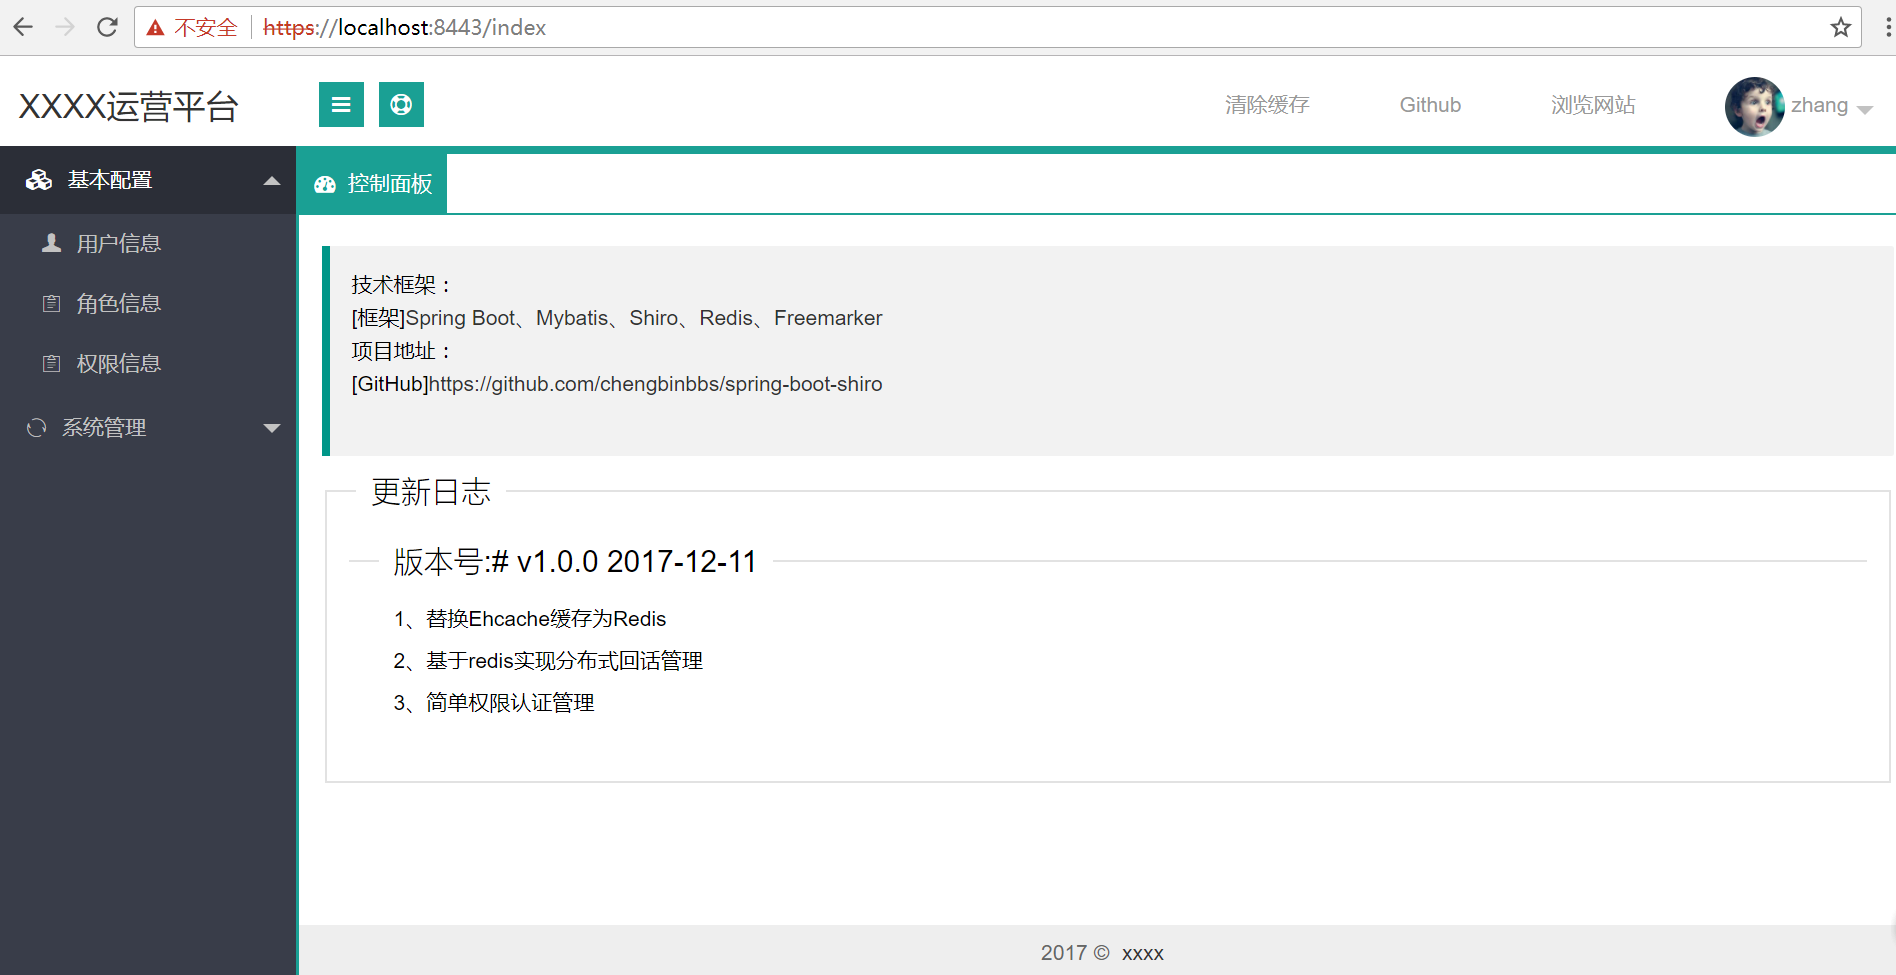 不安全 https://localhost:8443/index
XXXX运营平台
清除缓存 Github 浏览网站 zhang
基本配置
用户信息
角色信息
权限信息
系统管理
控制面板
技术框架：
[框架]Spring Boot、Mybatis、Shiro、Redis、Freemarker
项目地址：
[GitHub]https://github.com/chengbinbbs/spring-boot-shiro
更新日志
版本号:# v1.0.0 2017-12-11
1、替换Ehcache缓存为Redis
2、基于redis实现分布式回话管理
3、简单权限认证管理
2017 © xxxx